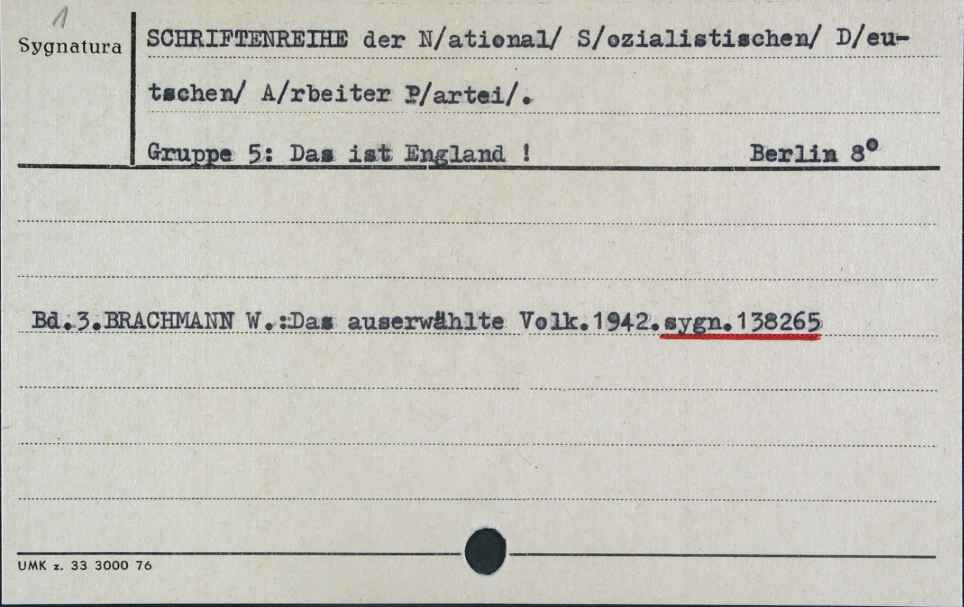 1
Sygnatura
SCHRIFTENREIHE der N/ational/ S/ozialistischen/ D/eu-
tschen/ A/rbeiter P/artei/.
Gruppe 5: Das ist England ! Berlin 8°
Bd.3.BRACHMANN W.:Das auserwählte Volk.1942.sygn.138265
UMK z. 33 3000 76